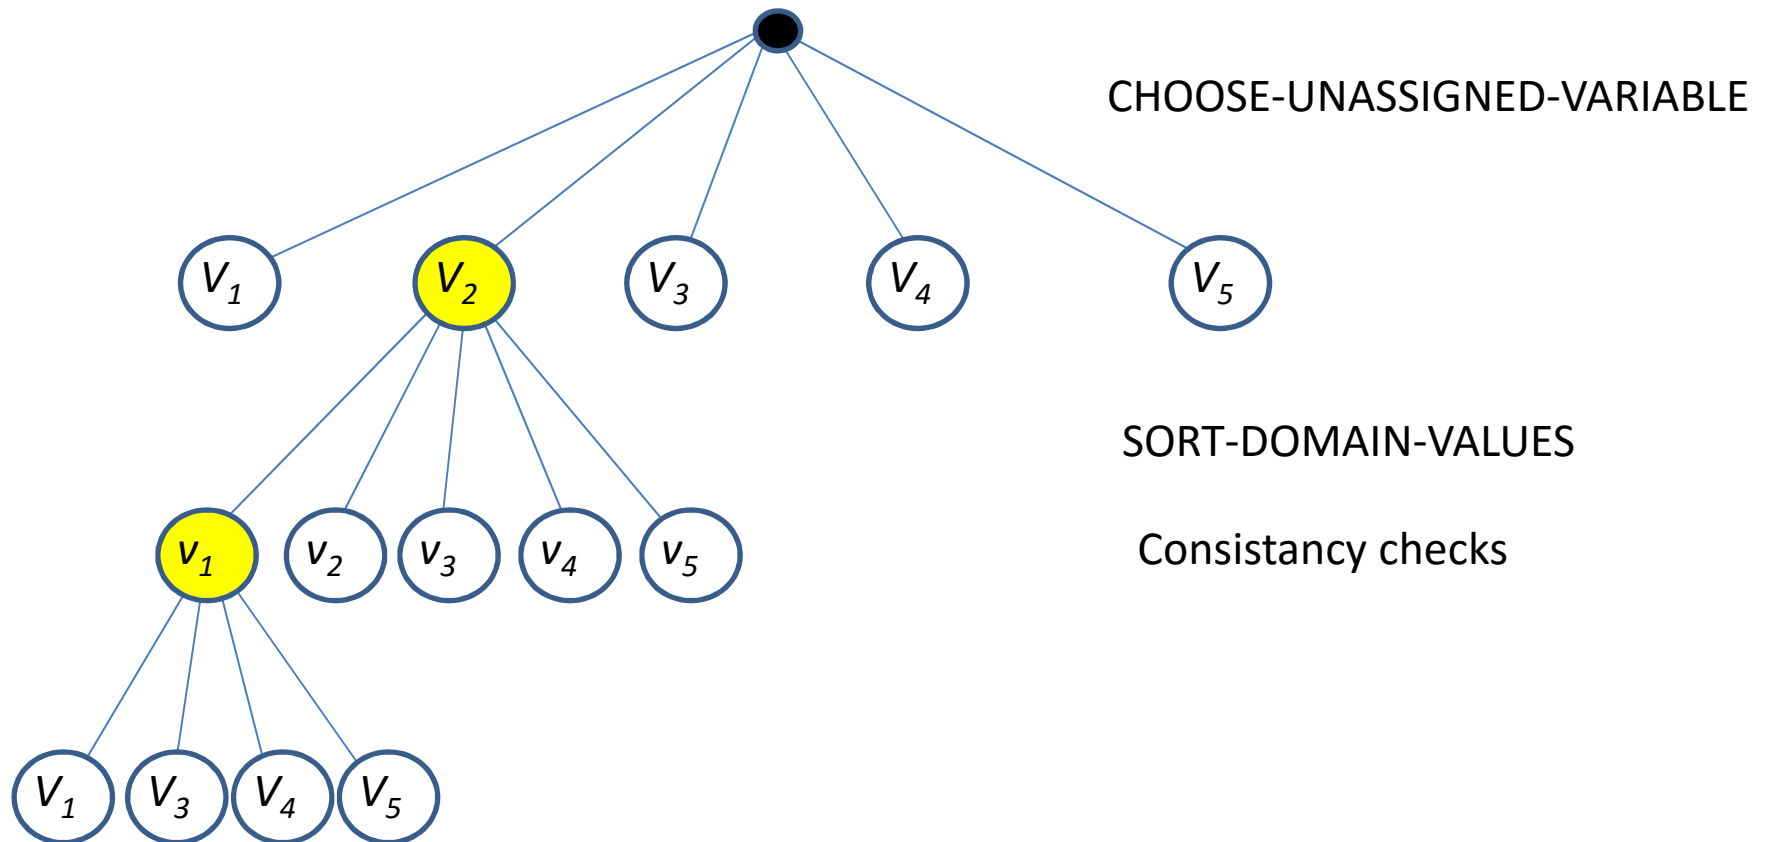 CHOOSE-UNASSIGNED-VARIABLE
V1 V2 V3 V4 V5
SORT-DOMAIN-VALUES
v1 v2 v3 v4 v5
Consistancy checks
V1 V3 V4 V5